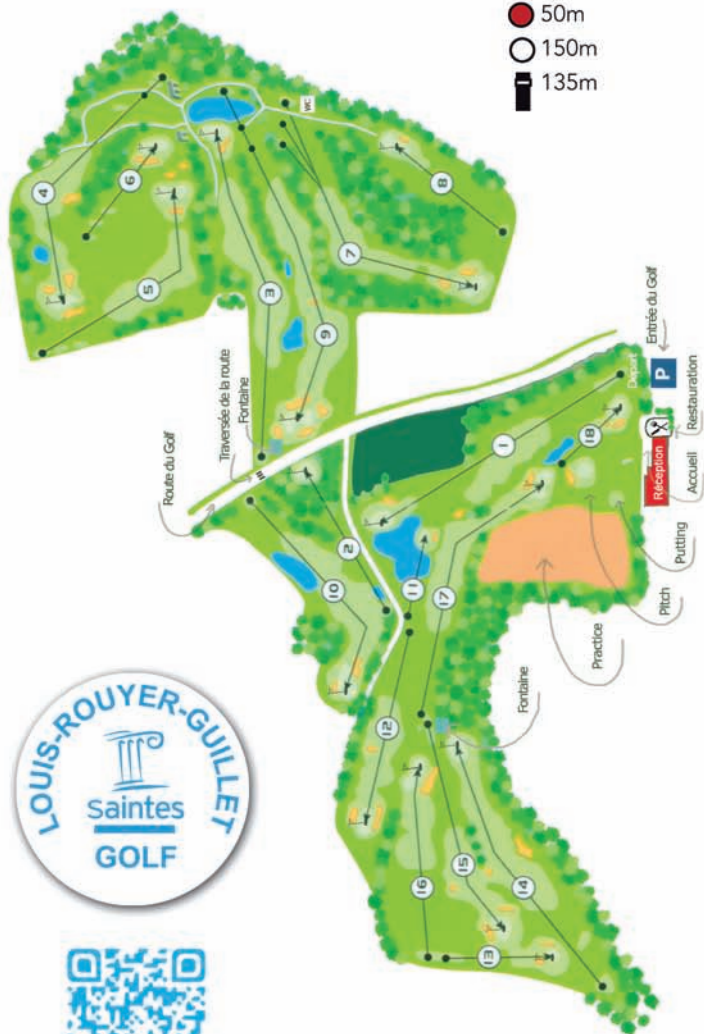 50m
150m
135m
WC
4
6
5
3
9
7
8
Route du Golf
Traversée de la route
Fontaine
Entrée du Golf
Départ
P
Réception
Restauration
Accueil
Putting
Pitch
Practice
Fontaine
1
18
2
10
11
17
12
16
15
14
13
LOUIS-ROUYER-GUILLET
Saintes
GOLF